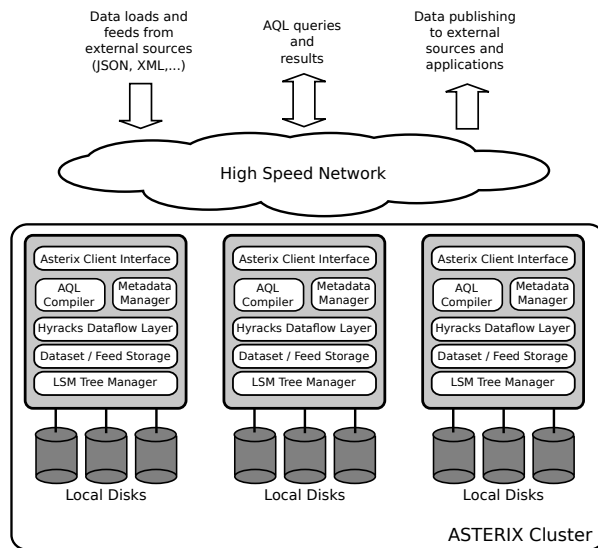 Data loads and
feeds from
external sources
(JSON, XML,...)
AQL queries
and
results
Data publishing
to external
sources and
applications
High Speed Network
Asterix Client Interface
AQL
Compiler
Metadata
Manager
Hyracks Dataflow Layer
Dataset / Feed Storage
LSM Tree Manager
Local Disks
Asterix Client Interface
AQL
Compiler
Metadata
Manager
Hyracks Dataflow Layer
Dataset / Feed Storage
LSM Tree Manager
Local Disks
Asterix Client Interface
AQL
Compiler
Metadata
Manager
Hyracks Dataflow Layer
Dataset / Feed Storage
LSM Tree Manager
Local Disks
ASTERIX Cluster